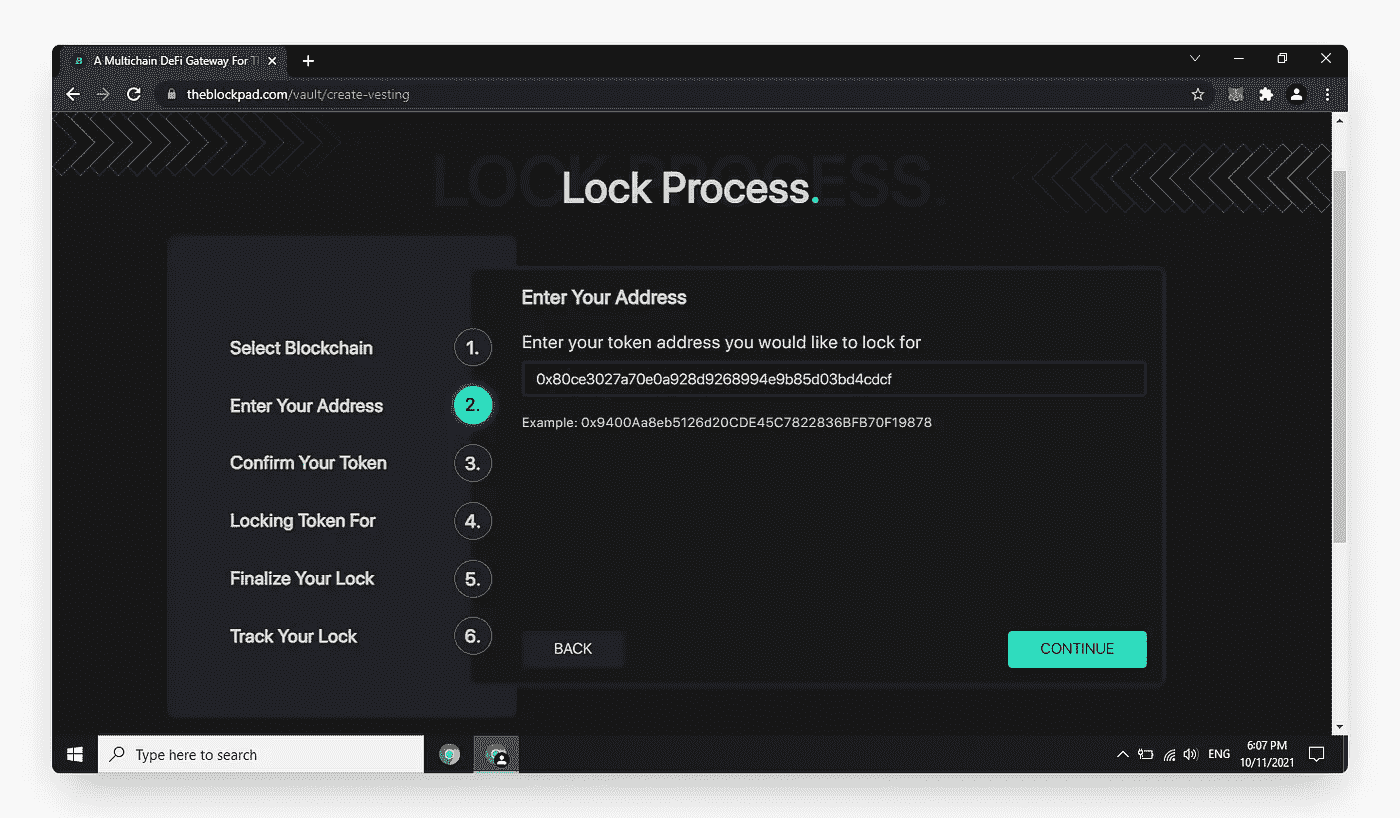 A Multichain DeFi Gateway For T
theblockpad.com/vault/create-vesting
LOCK PROCESS.
Lock Process.
Select Blockchain 1.
Enter Your Address 2.
Confirm Your Token 3.
Locking Token For 4.
Finalize Your Lock 5.
Track Your Lock 6.
Enter Your Address
Enter your token address you would like to lock for
0x80ce3027a70e0a928d9268994e9b85d03bd4cdcf
Example: 0x9400Aa8eb5126d20CDE45C7822836BFB70F19878
BACK
CONTINUE
Type here to search
ENG
6:07 PM
10/11/2021